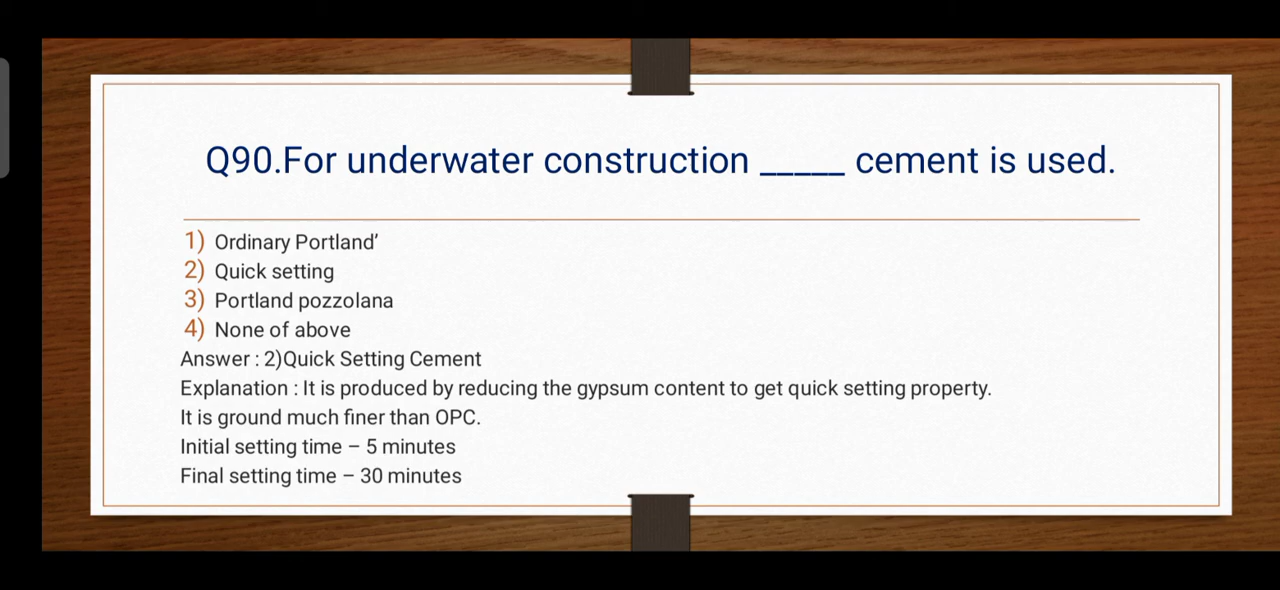 Q90.For underwater construction _____ cement is used.
1) Ordinary Portland’
2) Quick setting
3) Portland pozzolana
4) None of above
Answer : 2)Quick Setting Cement
Explanation : It is produced by reducing the gypsum content to get quick setting property.
It is ground much finer than OPC.
Initial setting time – 5 minutes
Final setting time – 30 minutes